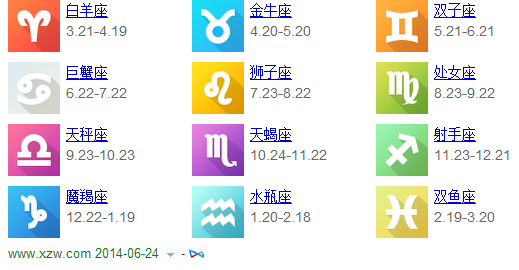 白羊座 金牛座 双子座
3.21-4.19 4.20-5.20 5.21-6.21
巨蟹座 狮子座 处女座
6.22-7.22 7.23-8.22 8.23-9.22
天秤座 天蝎座 射手座
9.23-10.23 10.24-11.22 11.23-12.21
魔羯座 水瓶座 双鱼座
12.22-1.19 1.20-2.18 2.19-3.20
www.xzw.com 2014-06-24 -